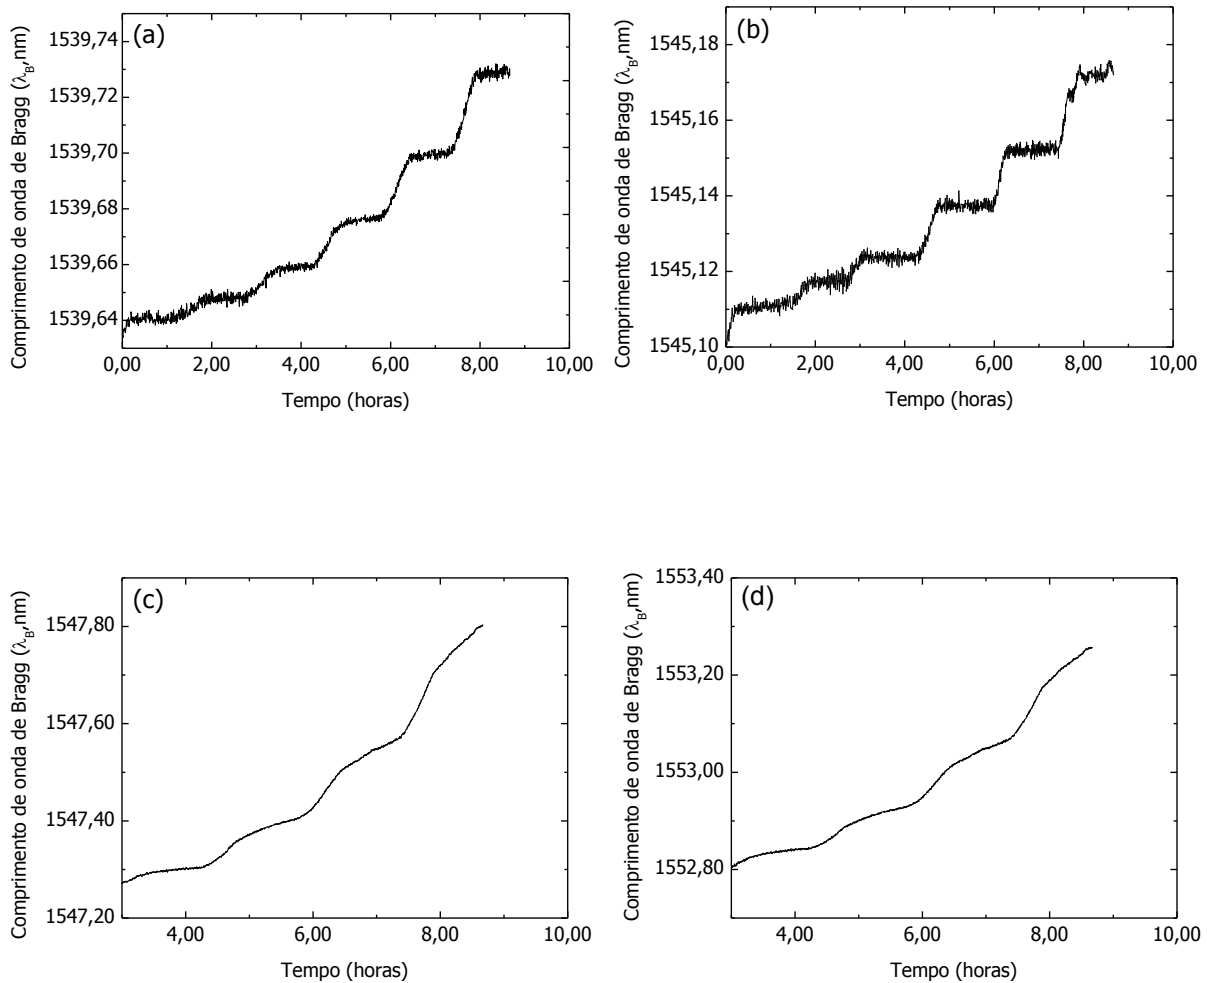 (a)
Comprimento de onda de Bragg (λB,nm)
1539,74
1539,72
1539,70
1539,68
1539,66
1539,64
0,00 2,00 4,00 6,00 8,00 10,00
Tempo (horas)
(b)
Comprimento de onda de Bragg (λB,nm)
1545,18
1545,16
1545,14
1545,12
1545,10
0,00 2,00 4,00 6,00 8,00 10,00
Tempo (horas)
(c)
Comprimento de onda de Bragg (λB,nm)
1547,80
1547,60
1547,40
1547,20
4,00 6,00 8,00 10,00
Tempo (horas)
(d)
Comprimento de onda de Bragg (λB,nm)
1553,40
1553,20
1553,00
1552,80
4,00 6,00 8,00 10,00
Tempo (horas)